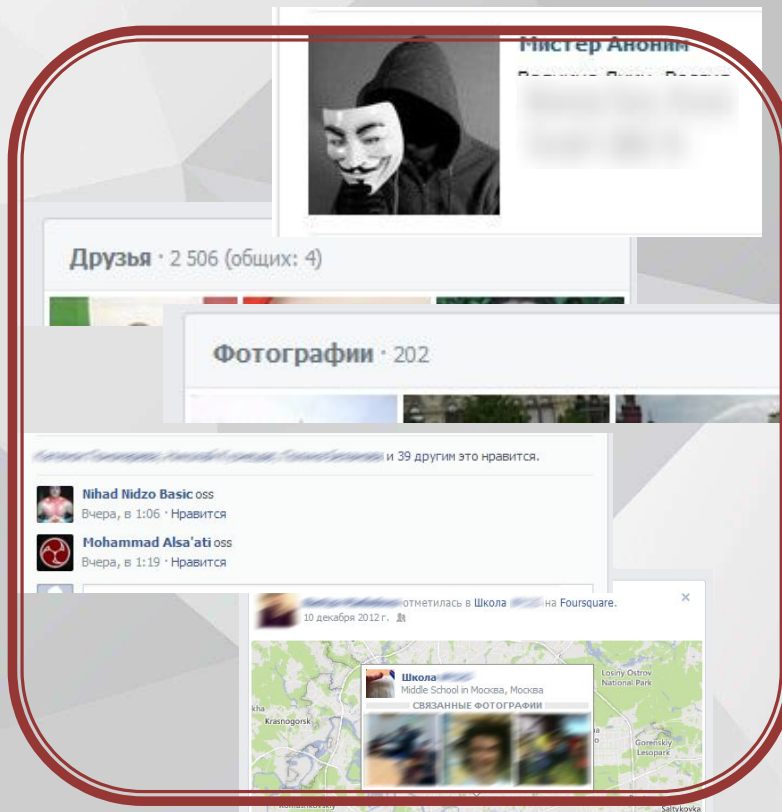 Мистер Аноним
Друзья · 2 506 (общих: 4)
Фотографии · 202
и 39 другим это нравится.
Nihad Nidzo Basic oss
Вчера, в 1:06 · Нравится
Mohammad Alsa'ati oss
Вчера, в 1:19 · Нравится
отметилась в Школа на Foursquare.
10 декабря 2012 г.
Losiny Ostrov
National Park
Школа
Middle School in Москва, Москва
СВЯЗАННЫЕ ФОТОГРАФИИ
kha
Krasnogorsk
Gorenskiy
Lesopark
Saltykovka